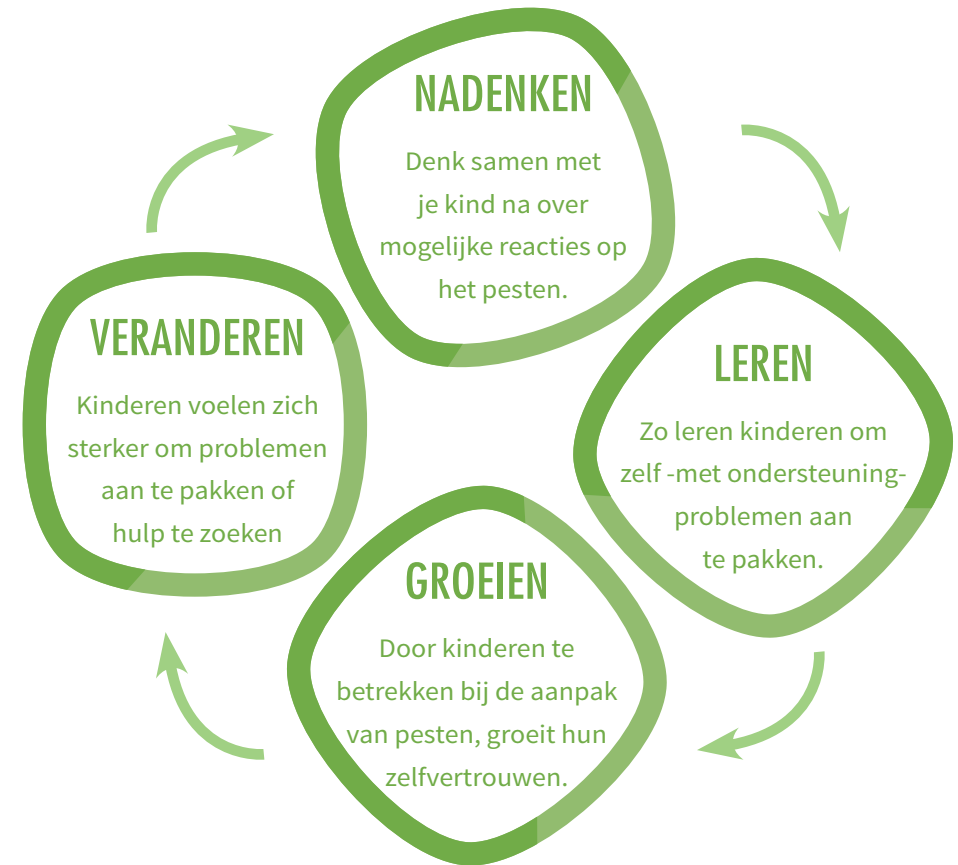 NADENKEN
Denk samen met
je kind na over
mogelijke reacties op
het pesten.
LEREN
Zo leren kinderen om
zelf -met ondersteuning-
problemen aan
te pakken.
GROEIEN
Door kinderen te
betrekken bij de aanpak
van pesten, groeit hun
zelfvertrouwen.
VERANDEREN
Kinderen voelen zich
sterker om problemen
aan te pakken of
hulp te zoeken